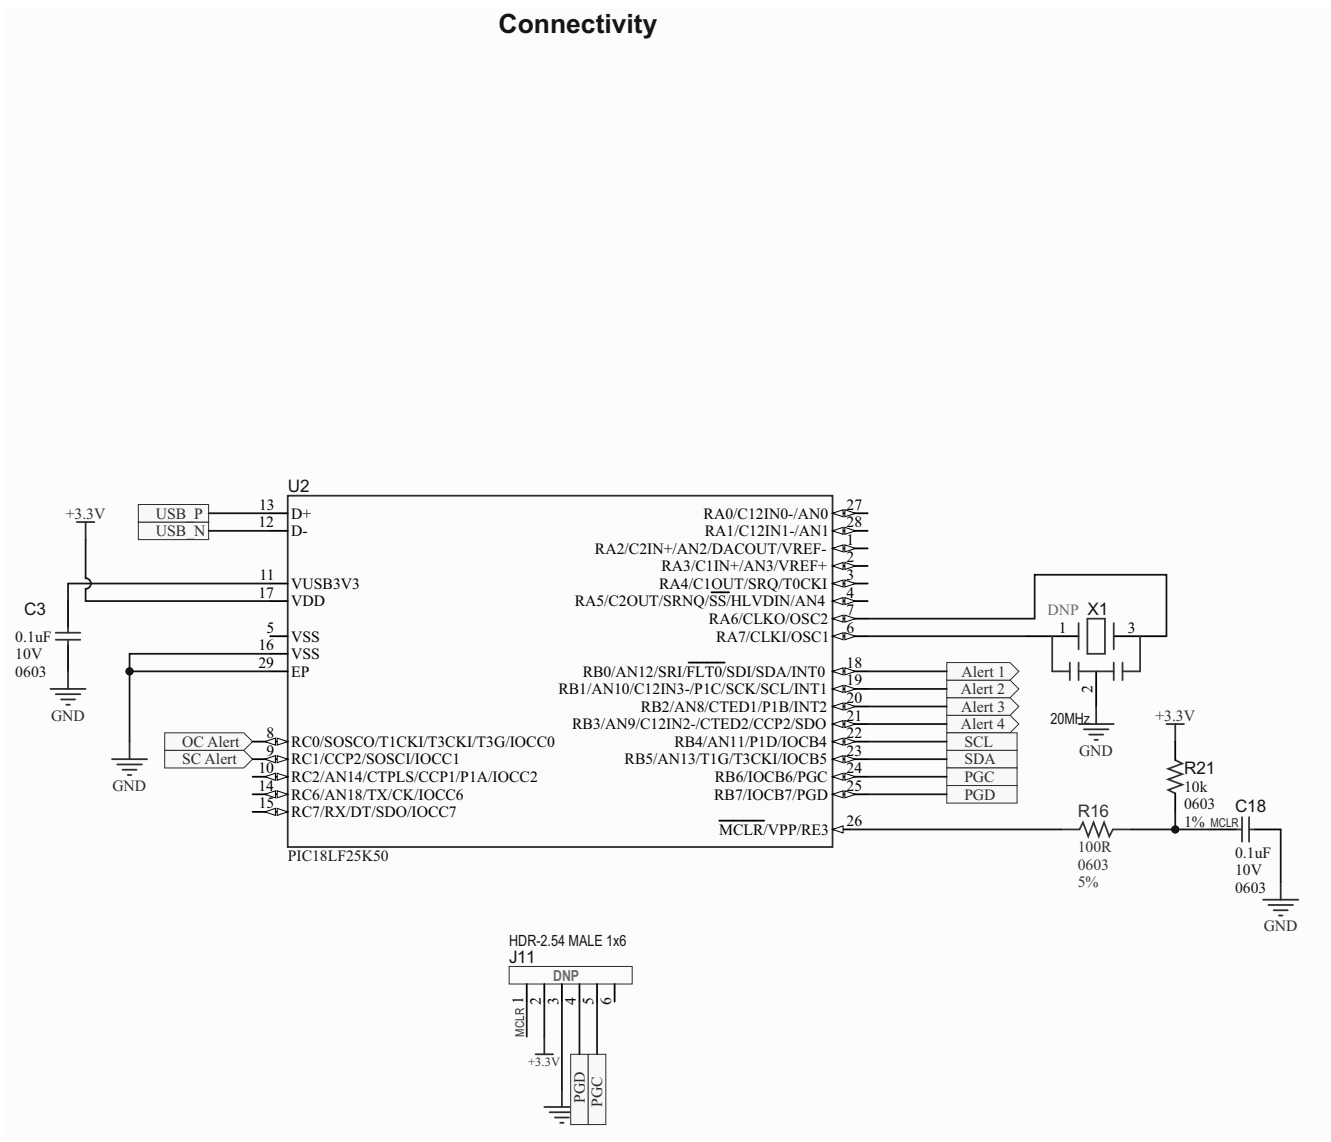 Connectivity
U2
+3.3V
USB_P 13 D+
USB_N 12 D-
11 VUSB3V3
17 VDD
C3
0.1uF
10V
0603
GND
5 VSS
16 VSS
29 EP
GND
OC Alert 8 RC0/SOSCO/T1CKI/T3CKI/T3G/IOCC0
SC Alert 9 RC1/CCP2/SOSCI/IOCC1
10 RC2/AN14/CTPLS/CCP1/P1A/IOCC2
14 RC6/AN18/TX/CK/IOCC6
15 RC7/RX/DT/SDO/IOCC7
PIC18LF25K50
RA0/C12IN0-/AN0 27
RA1/C12IN1-/AN1 28
RA2/C2IN+/AN2/DACOUT/VREF- 1
RA3/C1IN+/AN3/VREF+ 2
RA4/C1OUT/SRQ/T0CKI 3
RA5/C2OUT/SRNQ/SS/HLVDIN/AN4 4
RA6/CLKO/OSC2 7
RA7/CLKI/OSC1 6
RB0/AN12/SRI/FLT0/SDI/SDA/INT0 18 Alert 1
RB1/AN10/C12IN3-/P1C/SCK/SCL/INT1 19 Alert 2
RB2/AN8/CTED1/P1B/INT2 20 Alert 3
RB3/AN9/C12IN2-/CTED2/CCP2/SDO 21 Alert 4
RB4/AN11/P1D/IOCB4 22 SCL
RB5/AN13/T1G/T3CKI/IOCB5 23 SDA
RB6/IOCB6/PGC 24 PGC
RB7/IOCB7/PGD 25 PGD
MCLR/VPP/RE3 26
DNP X1
1 3
2
20MHz
GND
+3.3V
R21
10k
0603
1% MCLR
R16
100R
0603
5%
C18
0.1uF
10V
0603
GND
HDR-2.54 MALE 1x6
J11
DNP
1 2 3 4 5 6
MCLR
+3.3V
PGD
PGC